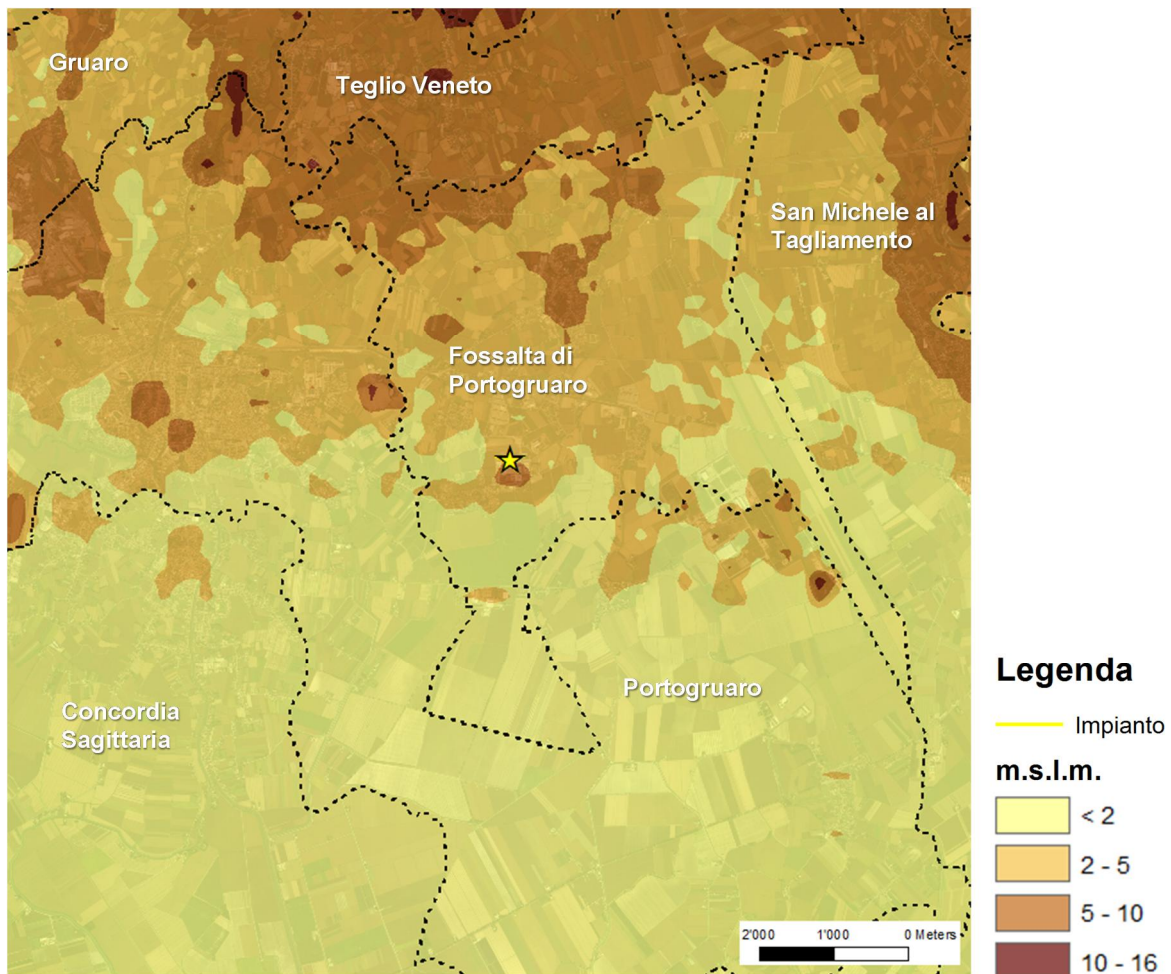 Gruaro
Teglio Veneto
San Michele al
Tagliamento
Fossalta di
Portogruaro
Portogruaro
Concordia
Sagittaria
2'000 1'000 0 Meters
Legenda
Impianto
m.s.l.m.
< 2
2 - 5
5 - 10
10 - 16